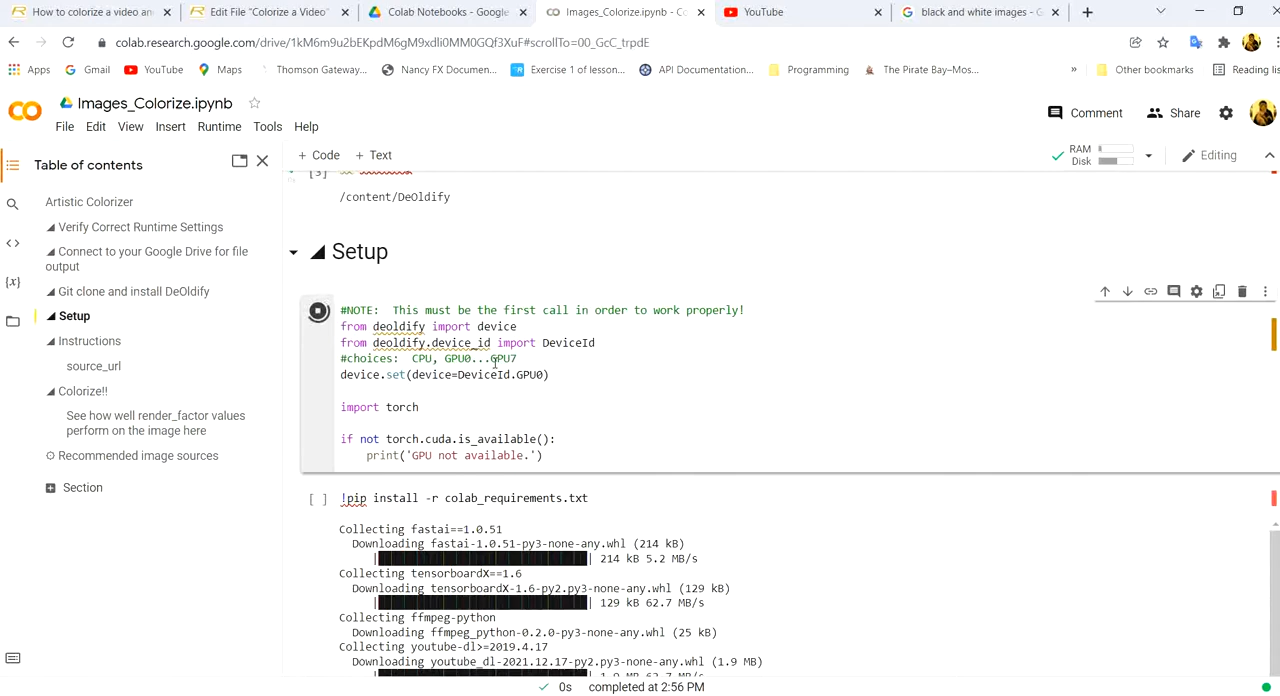 How to colorize a video an
Edit File "Colorize a Video"
Colab Notebooks - Google
Images_Colorize.ipynb - Co
YouTube
black and white images - G
colab.research.google.com/drive/1kM6m9u2bEKpdM6gM9xdli0MM0GQf3XuF#scrollTo=00_GcC_trpdE
Apps
Gmail
YouTube
Maps
Thomson Gateway...
Nancy FX Documen...
Exercise 1 of lesson...
API Documentation...
Programming
The Pirate Bay–Mos...
»
Other bookmarks
Reading lis
Images_Colorize.ipynb
File Edit View Insert Runtime Tools Help
Comment
Share
Table of contents
+ Code + Text
RAM
Disk
Editing
Artistic Colorizer
◢ Verify Correct Runtime Settings
◢ Connect to your Google Drive for file
output
◢ Git clone and install DeOldify
◢ Setup
◢ Instructions
source_url
◢ Colorize!!
See how well render_factor values
perform on the image here
⚙ Recommended image sources
Section
[3]
/content/DeOldify
◢ Setup
#NOTE: This must be the first call in order to work properly!
from deoldify import device
from deoldify.device_id import DeviceId
#choices: CPU, GPU0...GPU7
device.set(device=DeviceId.GPU0)
import torch
if not torch.cuda.is_available():
print('GPU not available.')
[ ] !pip install -r colab_requirements.txt
Collecting fastai==1.0.51
Downloading fastai-1.0.51-py3-none-any.whl (214 kB)
|████████████████████████████████| 214 kB 5.2 MB/s
Collecting tensorboardX==1.6
Downloading tensorboardX-1.6-py2.py3-none-any.whl (129 kB)
|████████████████████████████████| 129 kB 62.7 MB/s
Collecting ffmpeg-python
Downloading ffmpeg_python-0.2.0-py3-none-any.whl (25 kB)
Collecting youtube-dl>=2019.4.17
Downloading youtube_dl-2021.12.17-py2.py3-none-any.whl (1.9 MB)
0s completed at 2:56 PM